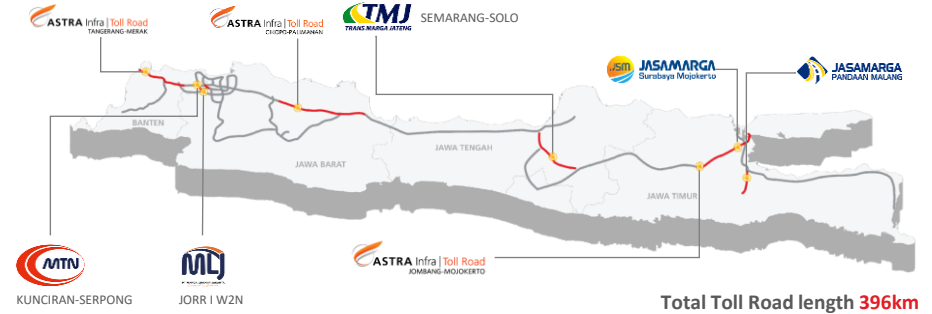 ASTRA Infra | Toll Road
TANGERANG-MERAK
ASTRA Infra | Toll Road
CIKOPO-PALIMANAN
TMJ
TRANS MARGA JATENG
SEMARANG-SOLO
JSM
JASAMARGA
Surabaya Mojokerto
JASAMARGA
PANDAAN MALANG
BANTEN
JAWA BARAT
JAWA TENGAH
JAWA TIMUR
MTN
KUNCIRAN-SERPONG
MLJ
JORR I W2N
ASTRA Infra | Toll Road
JOMBANG-MOJOKERTO
Total Toll Road length 396km